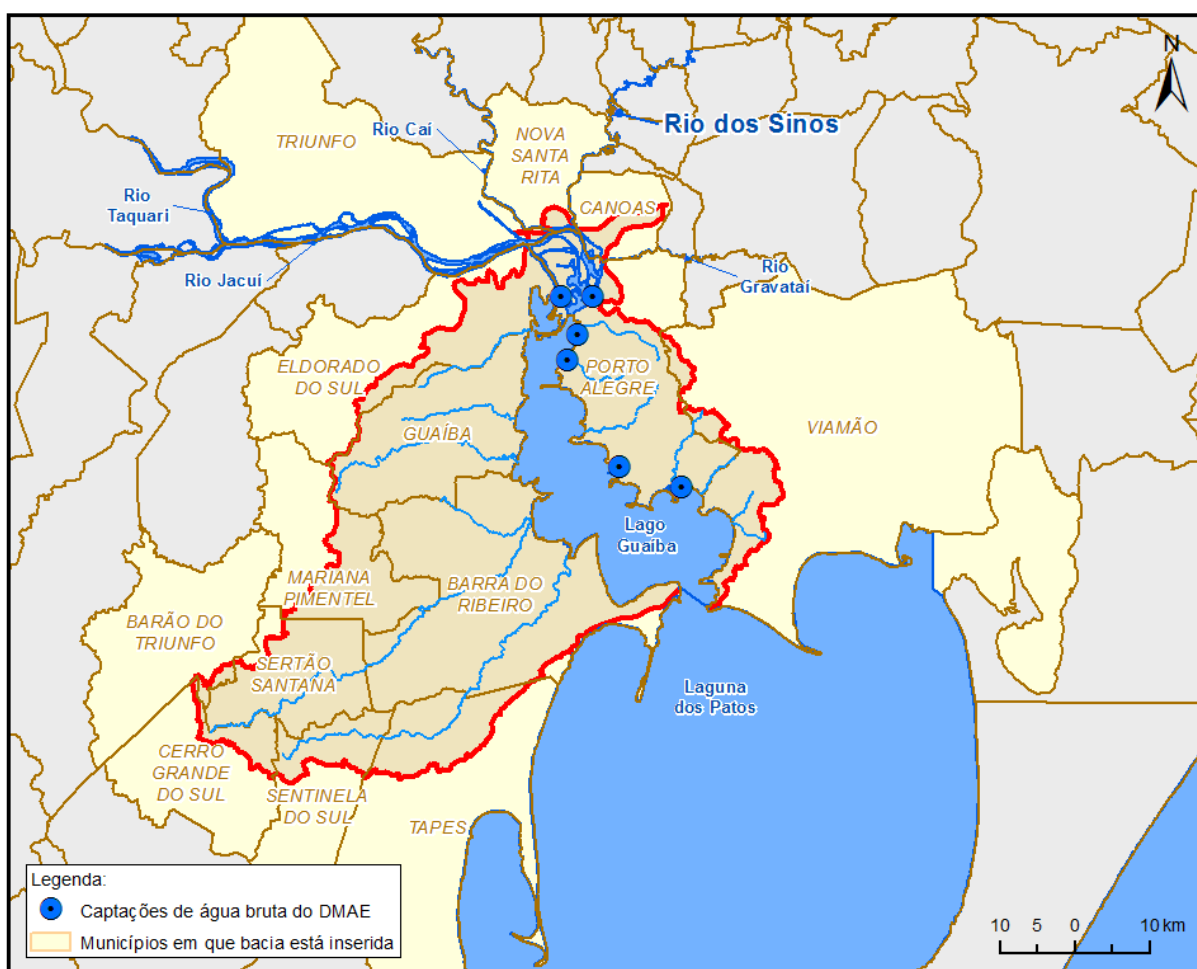 N
Rio dos Sinos
Rio Caí
NOVA
SANTA
RITA
TRIUNFO
CANOAS
Rio
Taquari
Rio Jacuí
Rio
Gravataí
ELDORADO
DO SUL
PORTO
ALEGRE
GUAÍBA
VIAMÃO
Lago
Guaíba
MARIANA
PIMENTEL
BARRA DO
RIBEIRO
BARÃO DO
TRIUNFO
SERTÃO
SANTANA
Laguna
dos Patos
CERRO
GRANDE
DO SUL
SENTINELA
DO SUL
TAPES
Legenda:
Captações de água bruta do DMAE
Municípios em que bacia está inserida
10 5 0 10 km